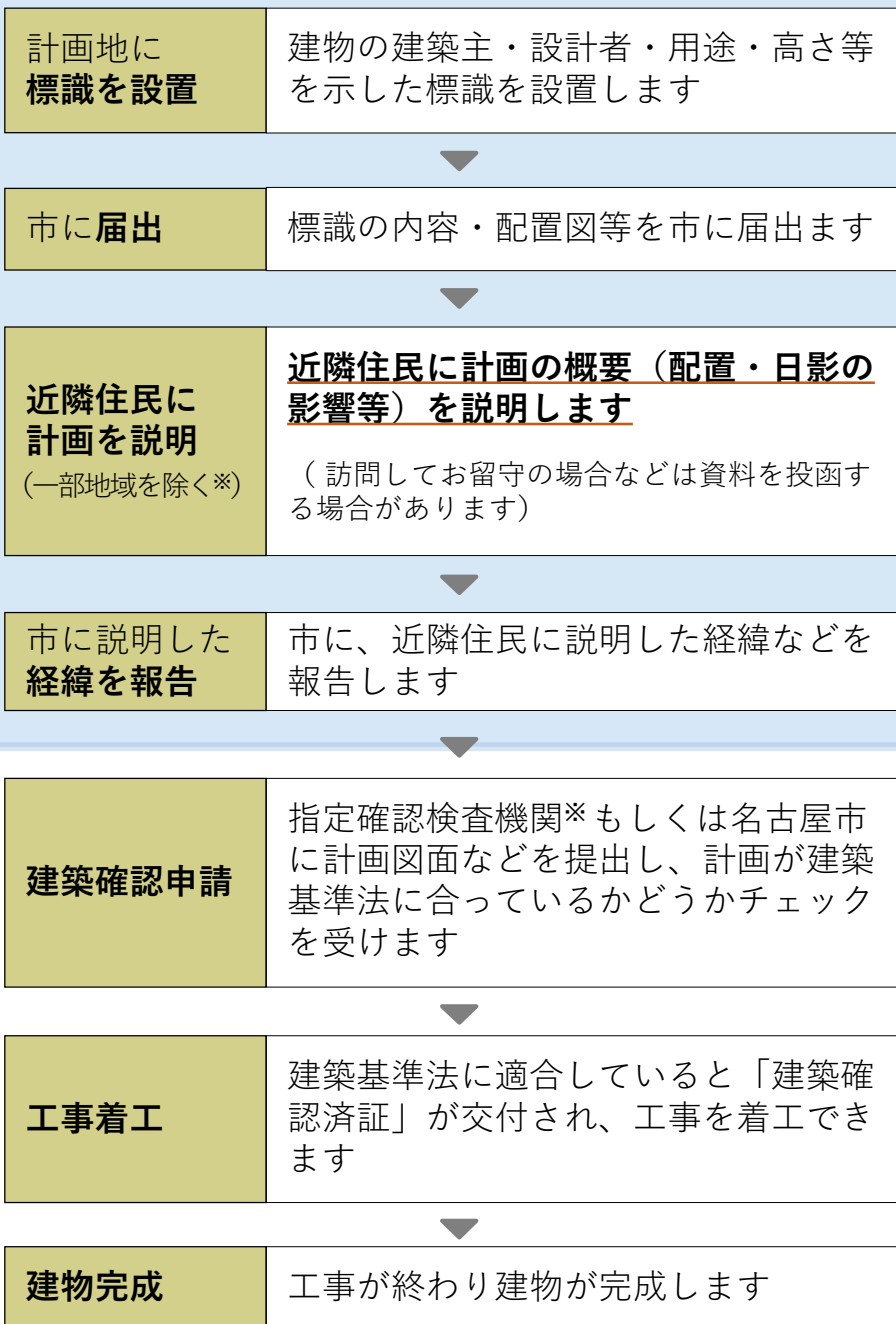 計画地に
標識を設置
建物の建築主・設計者・用途・高さ等
を示した標識を設置します
市に届出
標識の内容・配置図等を市に届出ます
近隣住民に
計画を説明
（一部地域を除く※）
近隣住民に計画の概要（配置・日影の
影響等）を説明します
（ 訪問してお留守の場合などは資料を投函す
る場合があります）
市に説明した
経緯を報告
市に、近隣住民に説明した経緯などを
報告します
建築確認申請
指定確認検査機関※もしくは名古屋市
に計画図面などを提出し、計画が建築
基準法に合っているかどうかチェック
を受けます
工事着工
建築基準法に適合していると「建築確
認済証」が交付され、工事を着工でき
ます
建物完成
工事が終わり建物が完成します